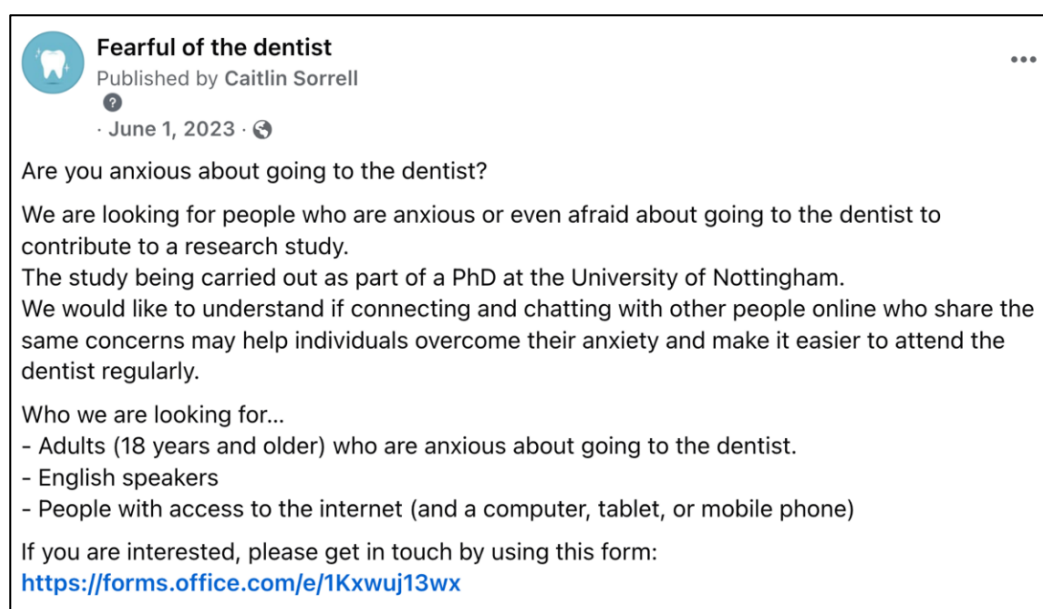 Fearful of the dentist
Published by Caitlin Sorrell
?
· June 1, 2023 ·
Are you anxious about going to the dentist?
We are looking for people who are anxious or even afraid about going to the dentist to
contribute to a research study.
The study being carried out as part of a PhD at the University of Nottingham.
We would like to understand if connecting and chatting with other people online who share the
same concerns may help individuals overcome their anxiety and make it easier to attend the
dentist regularly.
Who we are looking for...
- Adults (18 years and older) who are anxious about going to the dentist.
- English speakers
- People with access to the internet (and a computer, tablet, or mobile phone)
If you are interested, please get in touch by using this form:
https://forms.office.com/e/1Kxwuj13wx